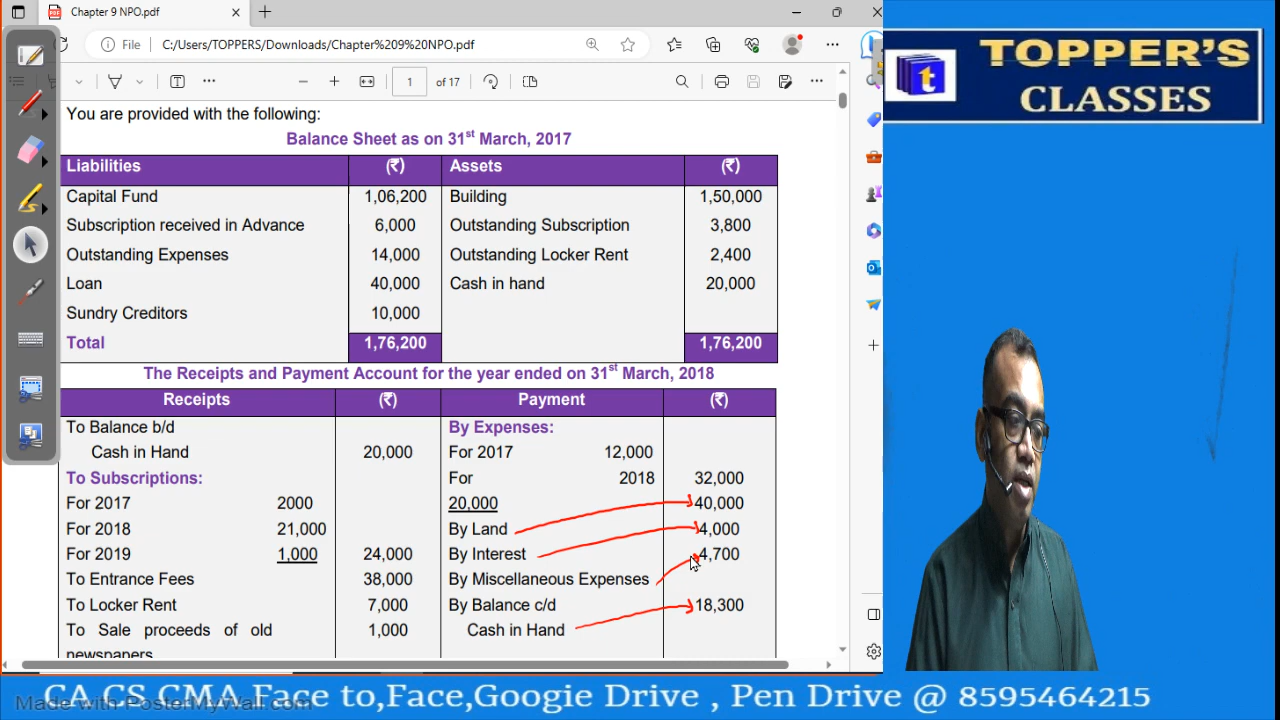 Chapter 9 NPO.pdf
File C:/Users/TOPPERS/Downloads/Chapter%209%20NPO.pdf
1 of 17
TOPPER'S
CLASSES
t
You are provided with the following:
Balance Sheet as on 31st March, 2017
Liabilities (₹) Assets (₹)
Capital Fund 1,06,200 Building 1,50,000
Subscription received in Advance 6,000 Outstanding Subscription 3,800
Outstanding Expenses 14,000 Outstanding Locker Rent 2,400
Loan 40,000 Cash in hand 20,000
Sundry Creditors 10,000
Total 1,76,200 1,76,200
The Receipts and Payment Account for the year ended on 31st March, 2018
Receipts (₹) Payment (₹)
To Balance b/d By Expenses:
Cash in Hand 20,000 For 2017 12,000
To Subscriptions: For 2018 32,000
For 2017 2000 20,000 40,000
For 2018 21,000 By Land 4,000
For 2019 1,000 24,000 By Interest 4,700
To Entrance Fees 38,000 By Miscellaneous Expenses
To Locker Rent 7,000 By Balance c/d 18,300
To Sale proceeds of old 1,000 Cash in Hand
newspapers
CA CS CMA Face to,Face,Google Drive , Pen Drive @ 8595464215
Made with PosterMyWall.com